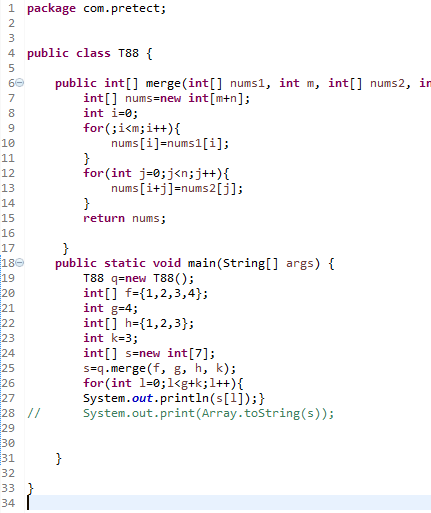 1 package com.pretect;
2
3
4 public class T88 {
5
6 public int[] merge(int[] nums1, int m, int[] nums2, in
7 int[] nums=new int[m+n];
8 int i=0;
9 for(;i<m;i++){
10 nums[i]=nums1[i];
11 }
12 for(int j=0;j<n;j++){
13 nums[i+j]=nums2[j];
14 }
15 return nums;
16
17 }
18 public static void main(String[] args) {
19 T88 q=new T88();
20 int[] f={1,2,3,4};
21 int g=4;
22 int[] h={1,2,3};
23 int k=3;
24 int[] s=new int[7];
25 s=q.merge(f, g, h, k);
26 for(int l=0;l<g+k;l++){
27 System.out.println(s[l]);}
28 // System.out.print(Array.toString(s));
29
30
31 }
32
33 }
34